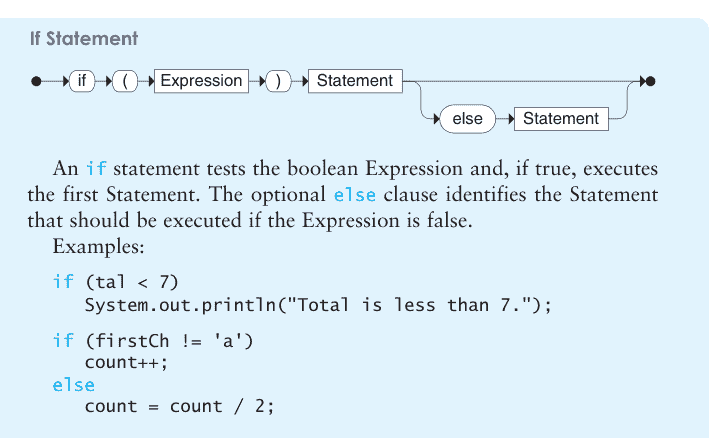 If Statement
if ( Expression ) Statement
else Statement
An if statement tests the boolean Expression and, if true, executes
the first Statement. The optional else clause identifies the Statement
that should be executed if the Expression is false.
Examples:
if (tal < 7)
System.out.println("Total is less than 7.");
if (firstCh != 'a')
count++;
else
count = count / 2;